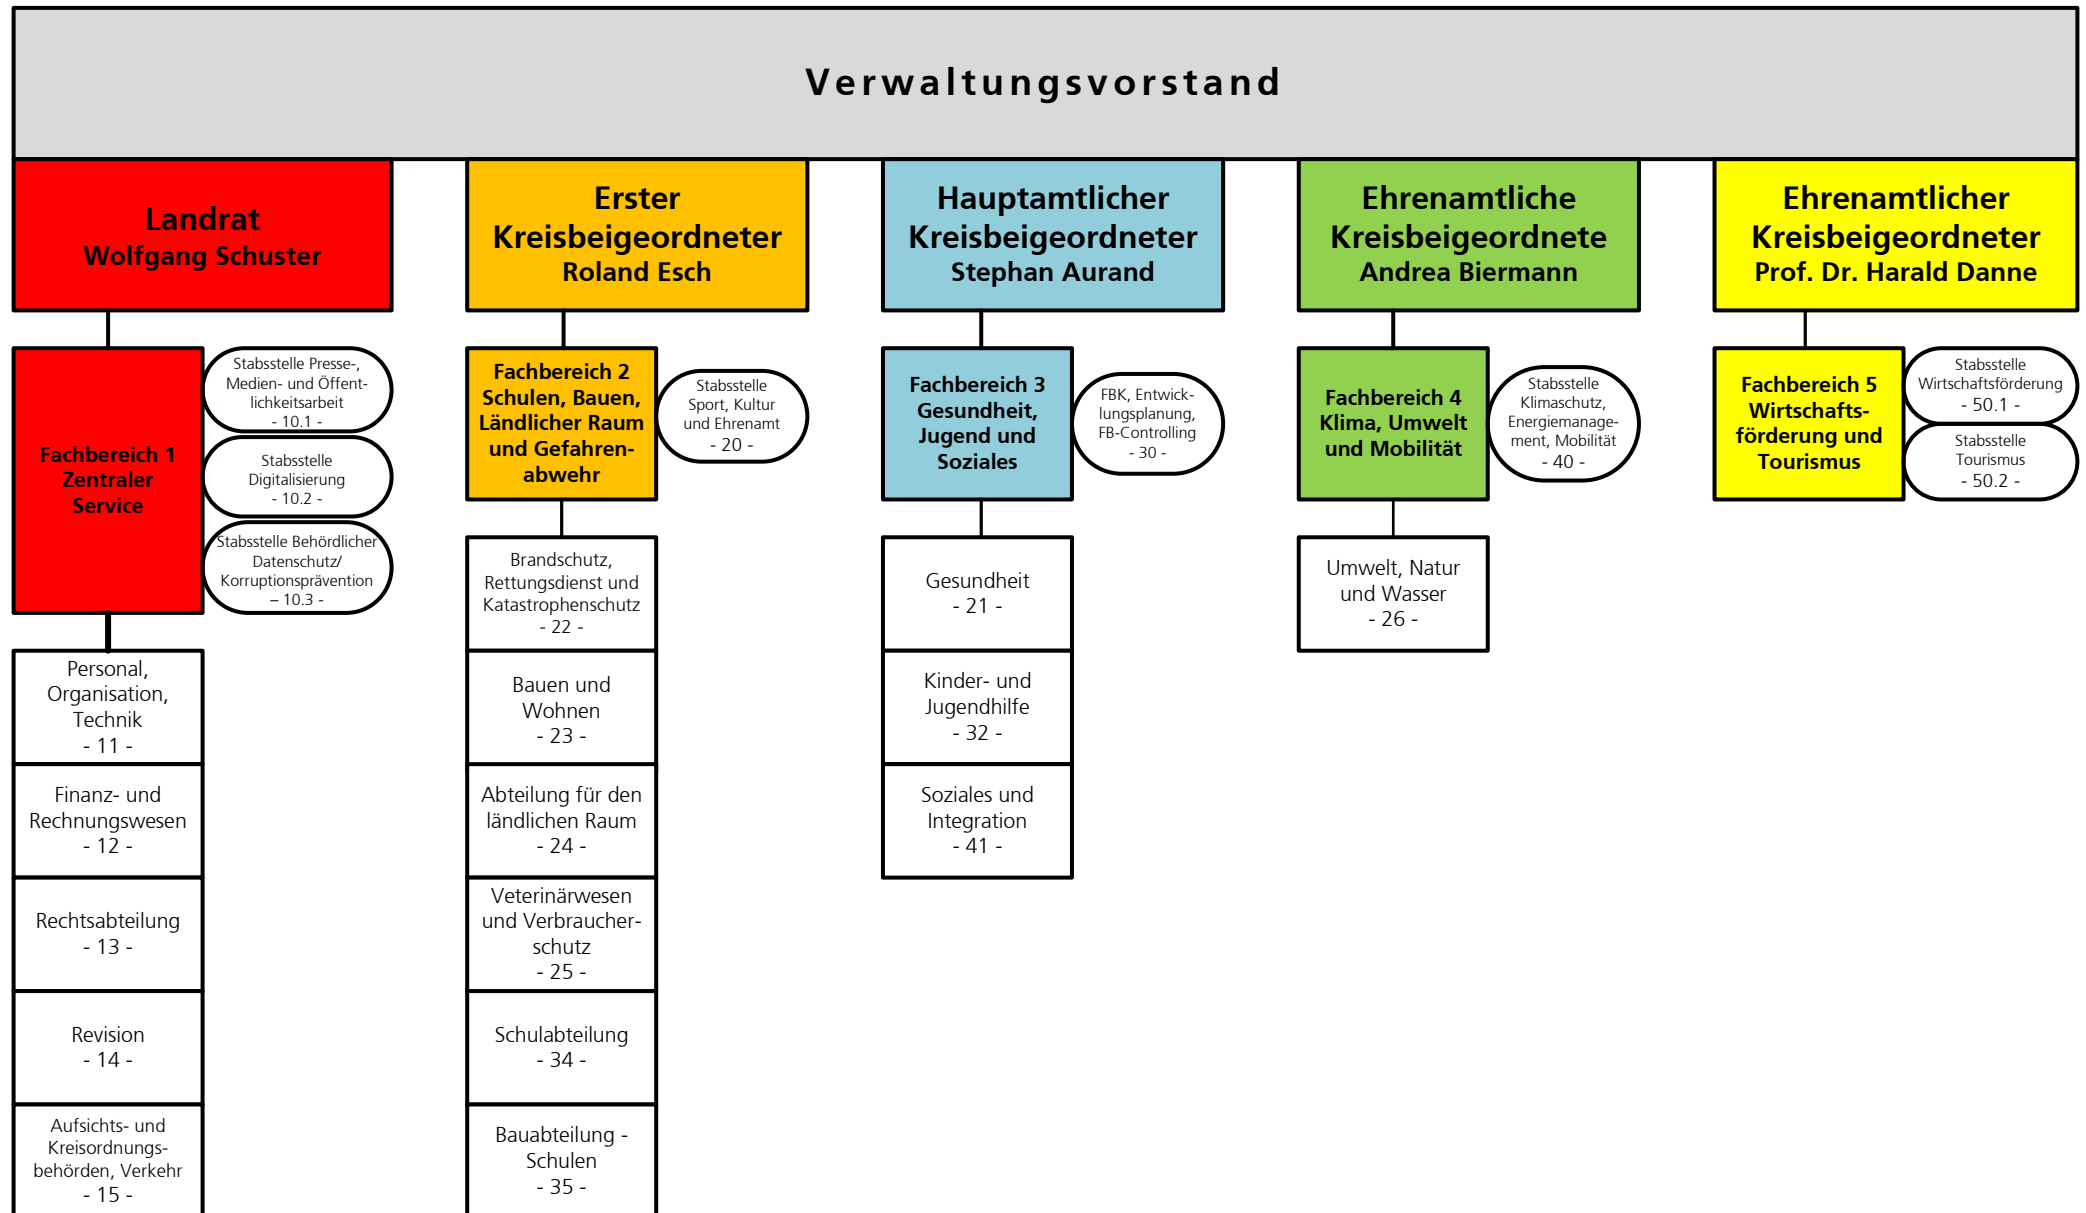 Verwaltungsvorstand
Landrat
Wolfgang Schuster
Erster
Kreisbeigeordneter
Roland Esch
Hauptamtlicher
Kreisbeigeordneter
Stephan Aurand
Ehrenamtliche
Kreisbeigeordnete
Andrea Biermann
Ehrenamtlicher
Kreisbeigeordneter
Prof. Dr. Harald Danne
Fachbereich 1
Zentraler
Service
Stabsstelle Presse-,
Medien- und Öffent-
lichkeitsarbeit
- 10.1 -
Stabsstelle
Digitalisierung
- 10.2 -
Stabsstelle Behördlicher
Datenschutz/
Korruptionsprävention
– 10.3 -
Fachbereich 2
Schulen, Bauen,
Ländlicher Raum
und Gefahren-
abwehr
Stabsstelle
Sport, Kultur
und Ehrenamt
- 20 -
Fachbereich 3
Gesundheit,
Jugend und
Soziales
FBK, Entwick-
lungsplanung,
FB-Controlling
- 30 -
Fachbereich 4
Klima, Umwelt
und Mobilität
Stabsstelle
Klimaschutz,
Energiemanage-
ment, Mobilität
- 40 -
Fachbereich 5
Wirtschafts-
förderung und
Tourismus
Stabsstelle
Wirtschaftsförderung
- 50.1 -
Stabsstelle
Tourismus
- 50.2 -
Personal,
Organisation,
Technik
- 11 -
Finanz- und
Rechnungswesen
- 12 -
Rechtsabteilung
- 13 -
Revision
- 14 -
Aufsichts- und
Kreisordnungs-
behörden, Verkehr
- 15 -
Brandschutz,
Rettungsdienst und
Katastrophenschutz
- 22 -
Bauen und
Wohnen
- 23 -
Abteilung für den
ländlichen Raum
- 24 -
Veterinärwesen
und Verbraucher-
schutz
- 25 -
Schulabteilung
- 34 -
Bauabteilung -
Schulen
- 35 -
Gesundheit
- 21 -
Kinder- und
Jugendhilfe
- 32 -
Soziales und
Integration
- 41 -
Umwelt, Natur
und Wasser
- 26 -